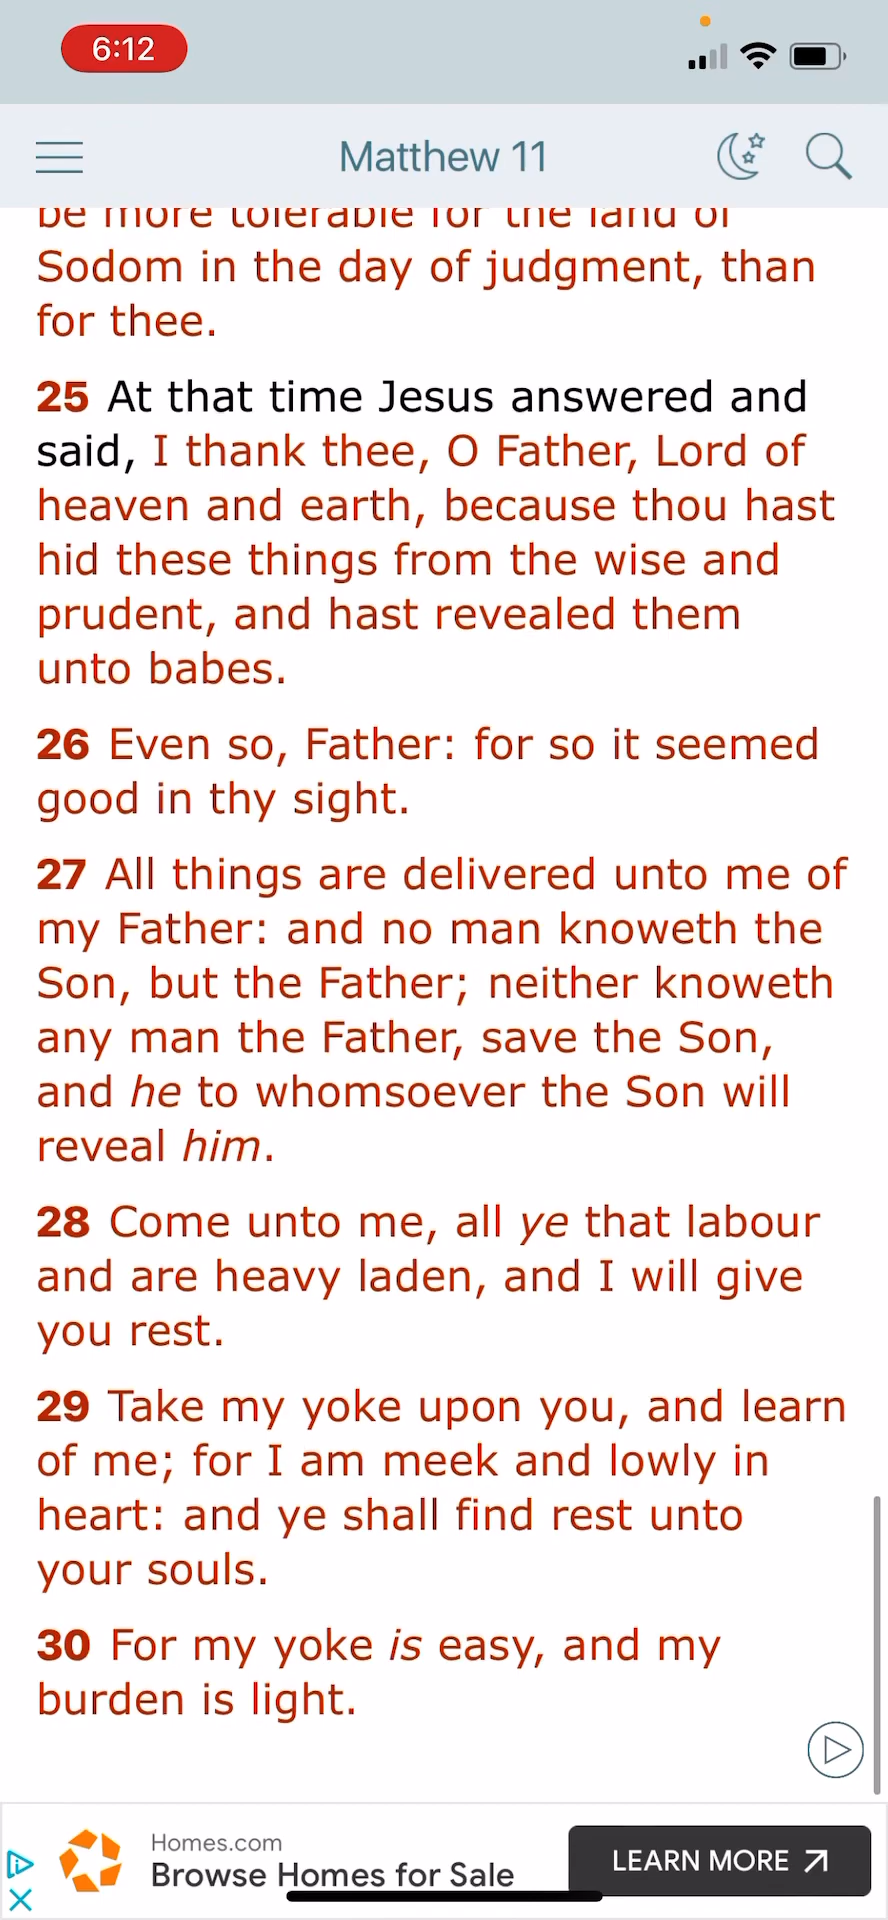 6:12
Matthew 11
be more tolerable for the land of
Sodom in the day of judgment, than
for thee.
25 At that time Jesus answered and
said, I thank thee, O Father, Lord of
heaven and earth, because thou hast
hid these things from the wise and
prudent, and hast revealed them
unto babes.
26 Even so, Father: for so it seemed
good in thy sight.
27 All things are delivered unto me of
my Father: and no man knoweth the
Son, but the Father; neither knoweth
any man the Father, save the Son,
and he to whomsoever the Son will
reveal him.
28 Come unto me, all ye that labour
and are heavy laden, and I will give
you rest.
29 Take my yoke upon you, and learn
of me; for I am meek and lowly in
heart: and ye shall find rest unto
your souls.
30 For my yoke is easy, and my
burden is light.
Homes.com
Browse Homes for Sale
LEARN MORE